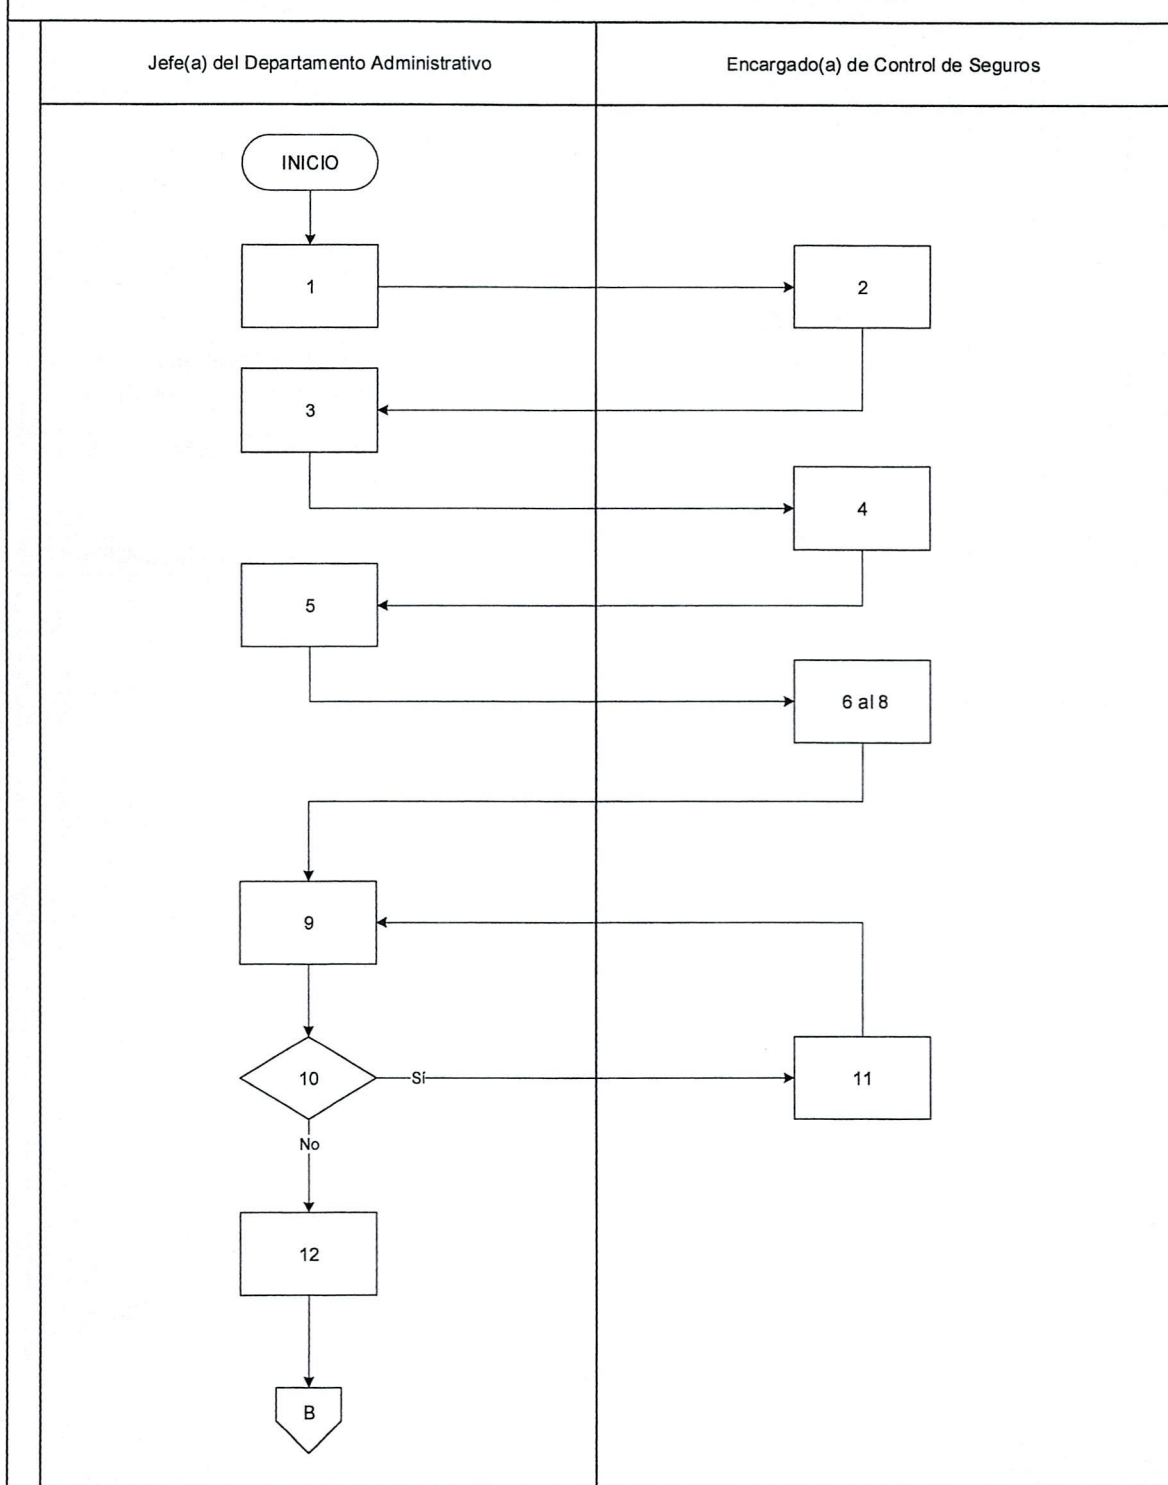 Jefe(a) del Departamento Administrativo
Encargado(a) de Control de Seguros
INICIO
1
2
3
4
5
6 al 8
9
10
Sí
11
No
12
B